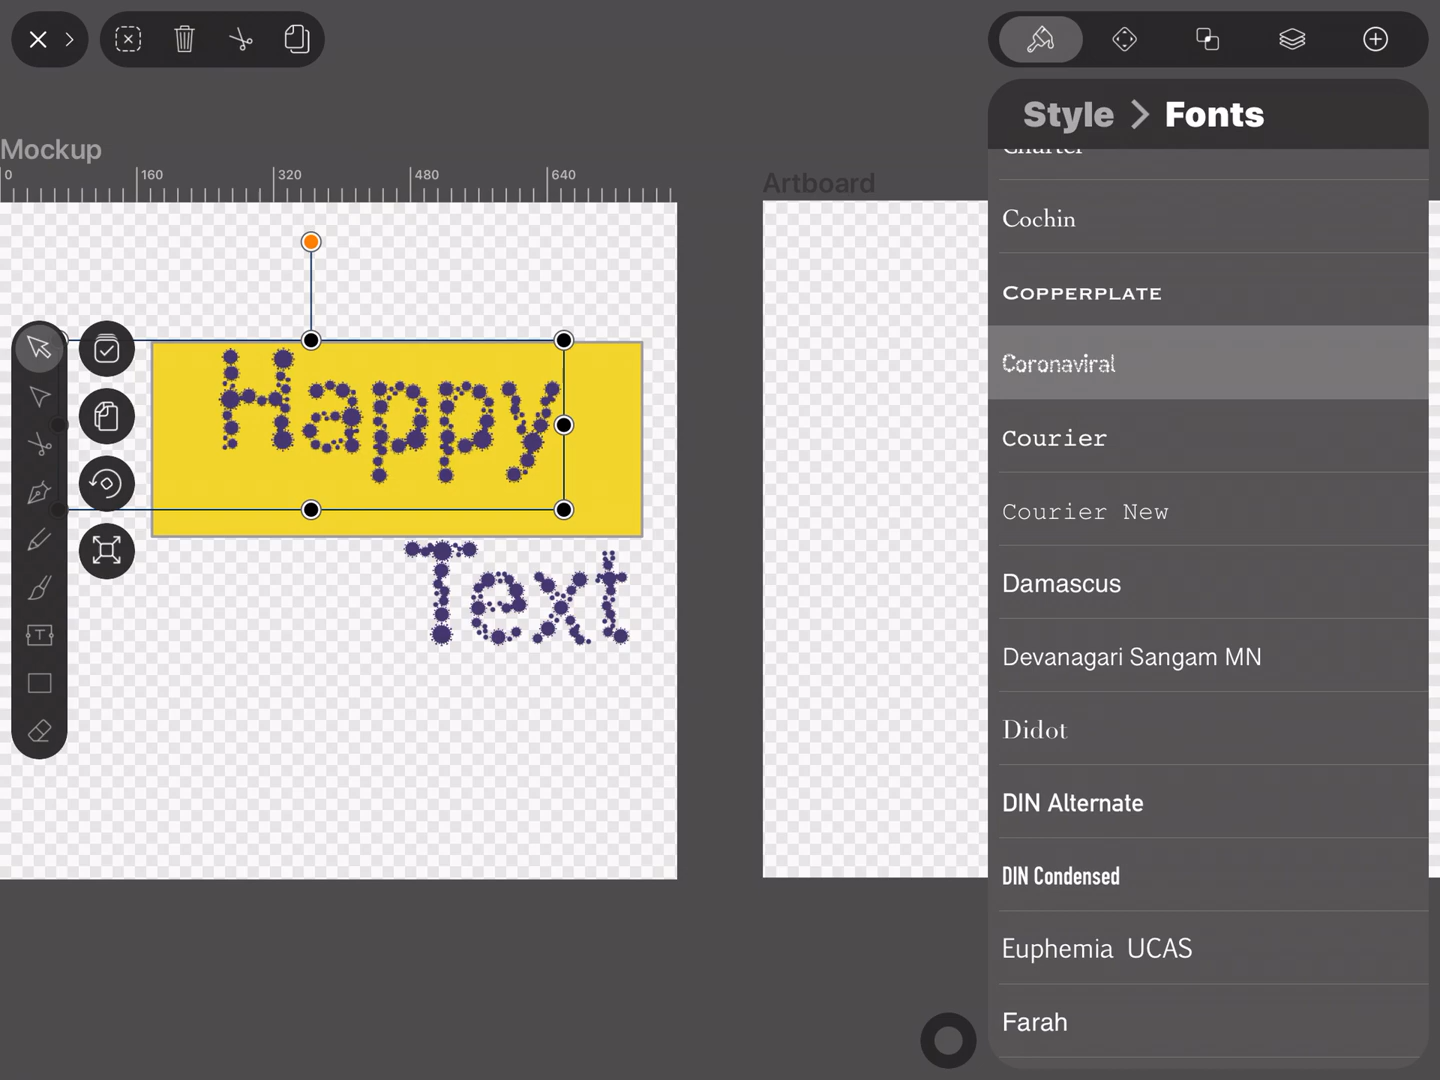 Style > Fonts
Charter
Mockup
0 160 320 480 640
Artboard
Cochin
Copperplate
Coronaviral
Happy
Courier
Courier New
Text
Damascus
T
Devanagari Sangam MN
Didot
DIN Alternate
DIN Condensed
Euphemia UCAS
Farah